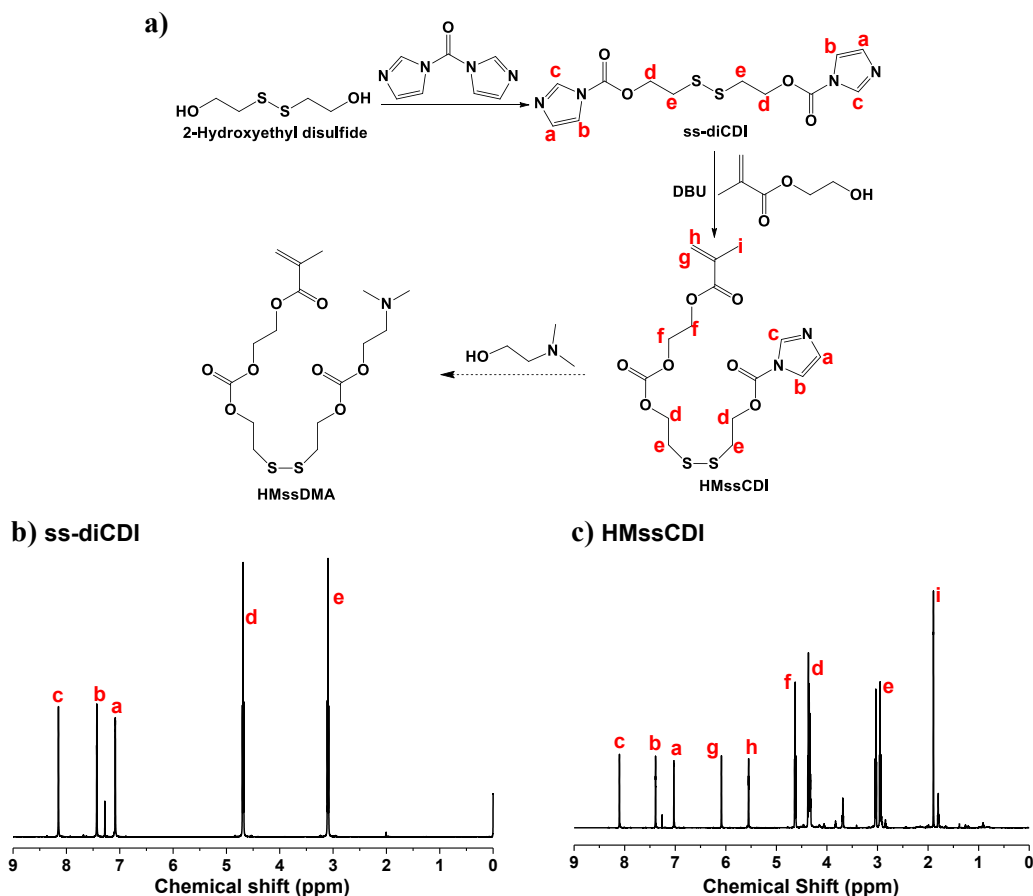 a)
O
N N N N
HO S S OH
2-Hydroxyethyl disulfide
c O d e b a
N N O S S O N N
a b e d O c
ss-diCDI
DBU
O OH
O
h
g i
O O
f f
O O c N
O O N a
O O b
d d
e e
S S
HMssCDI
HO N
O O N
O O
O O
O O
S S
HMssDMA
b) ss-diCDI
c b a d e
9 8 7 6 5 4 3 2 1 0
Chemical shift (ppm)
c) HMssCDI
c b a g h f d e i
9 8 7 6 5 4 3 2 1 0
Chemical Shift (ppm)